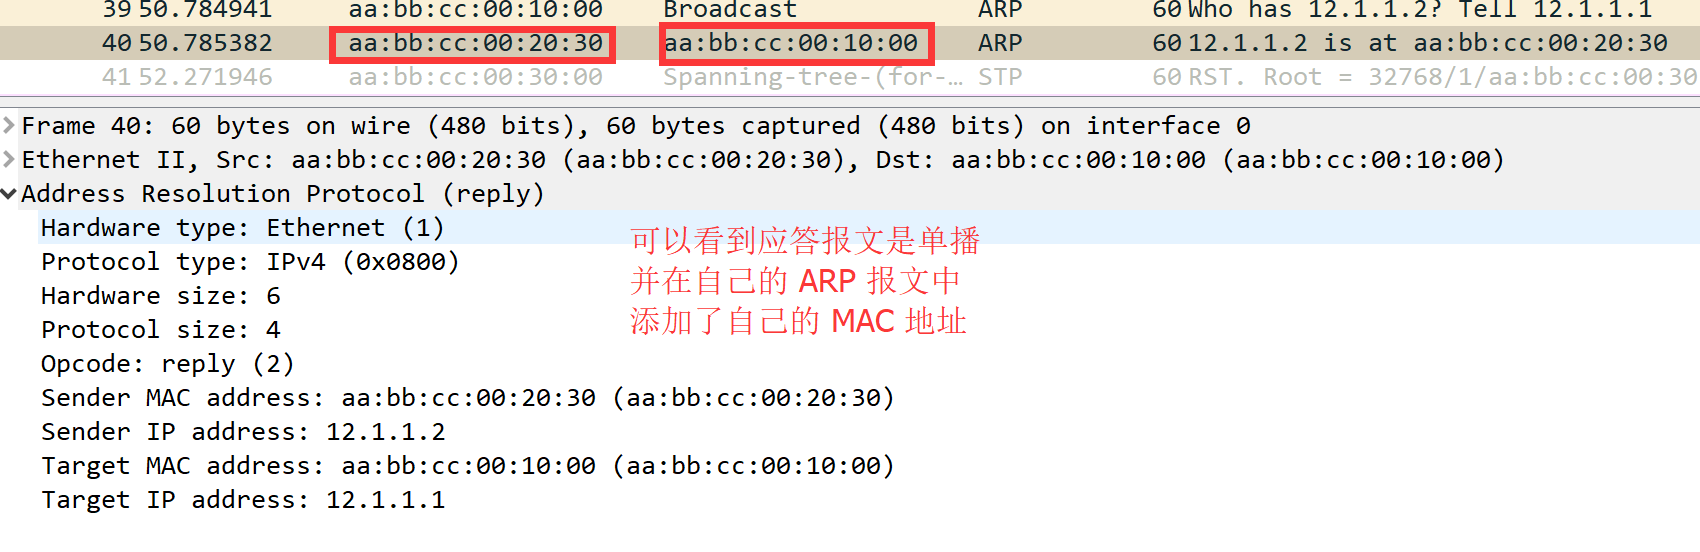 39 50.784941 aa:bb:cc:00:10:00 Broadcast ARP 60 Who has 12.1.1.2? Tell 12.1.1.1
40 50.785382 aa:bb:cc:00:20:30 aa:bb:cc:00:10:00 ARP 60 12.1.1.2 is at aa:bb:cc:00:20:30
41 52.271946 aa:bb:cc:00:30:00 Spanning-tree-(for-… STP 60 RST. Root = 32768/1/aa:bb:cc:00:30
Frame 40: 60 bytes on wire (480 bits), 60 bytes captured (480 bits) on interface 0
Ethernet II, Src: aa:bb:cc:00:20:30 (aa:bb:cc:00:20:30), Dst: aa:bb:cc:00:10:00 (aa:bb:cc:00:10:00)
Address Resolution Protocol (reply)
Hardware type: Ethernet (1)
Protocol type: IPv4 (0x0800)
Hardware size: 6
Protocol size: 4
Opcode: reply (2)
Sender MAC address: aa:bb:cc:00:20:30 (aa:bb:cc:00:20:30)
Sender IP address: 12.1.1.2
Target MAC address: aa:bb:cc:00:10:00 (aa:bb:cc:00:10:00)
Target IP address: 12.1.1.1
可以看到应答报文是单播
并在自己的 ARP 报文中
添加了自己的 MAC 地址